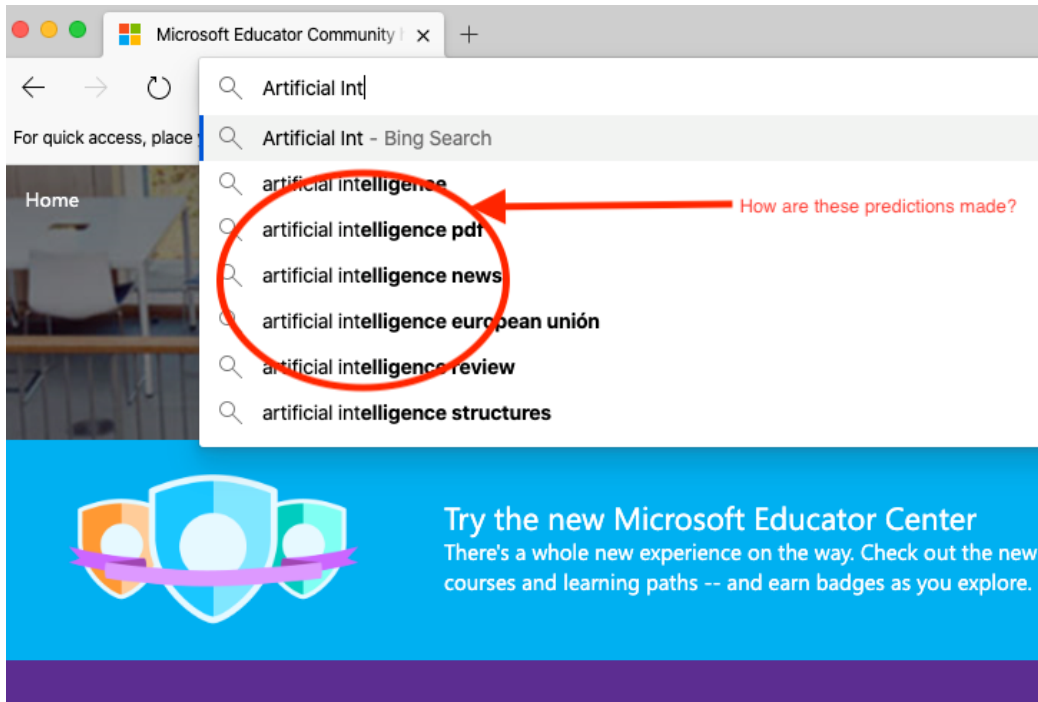 Microsoft Educator Community
Artificial Int
For quick access, place
Artificial Int - Bing Search
Home
artificial intelligence
How are these predictions made?
artificial intelligence pdf
artificial intelligence news
artificial intelligence european unión
artificial intelligence review
artificial intelligence structures
Try the new Microsoft Educator Center
There's a whole new experience on the way. Check out the new
courses and learning paths -- and earn badges as you explore.